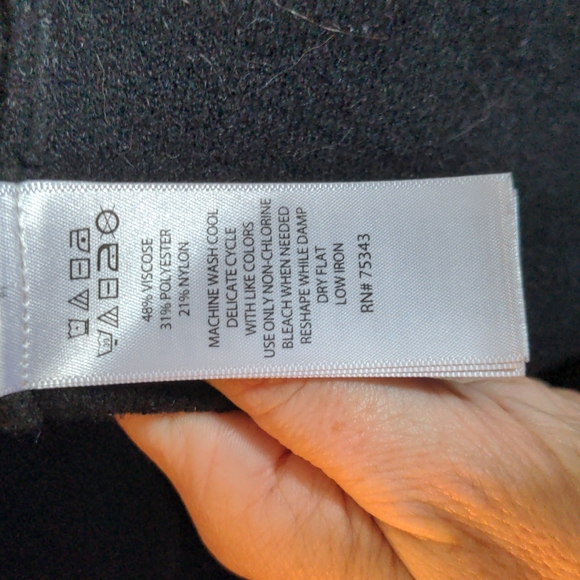 48% VISCOSE
31% POLYESTER
21% NYLON
MACHINE WASH COOL
DELICATE CYCLE
WITH LIKE COLORS
USE ONLY NON-CHLORINE
BLEACH WHEN NEEDED
RESHAPE WHILE DAMP
DRY FLAT
LOW IRON
RN# 75343